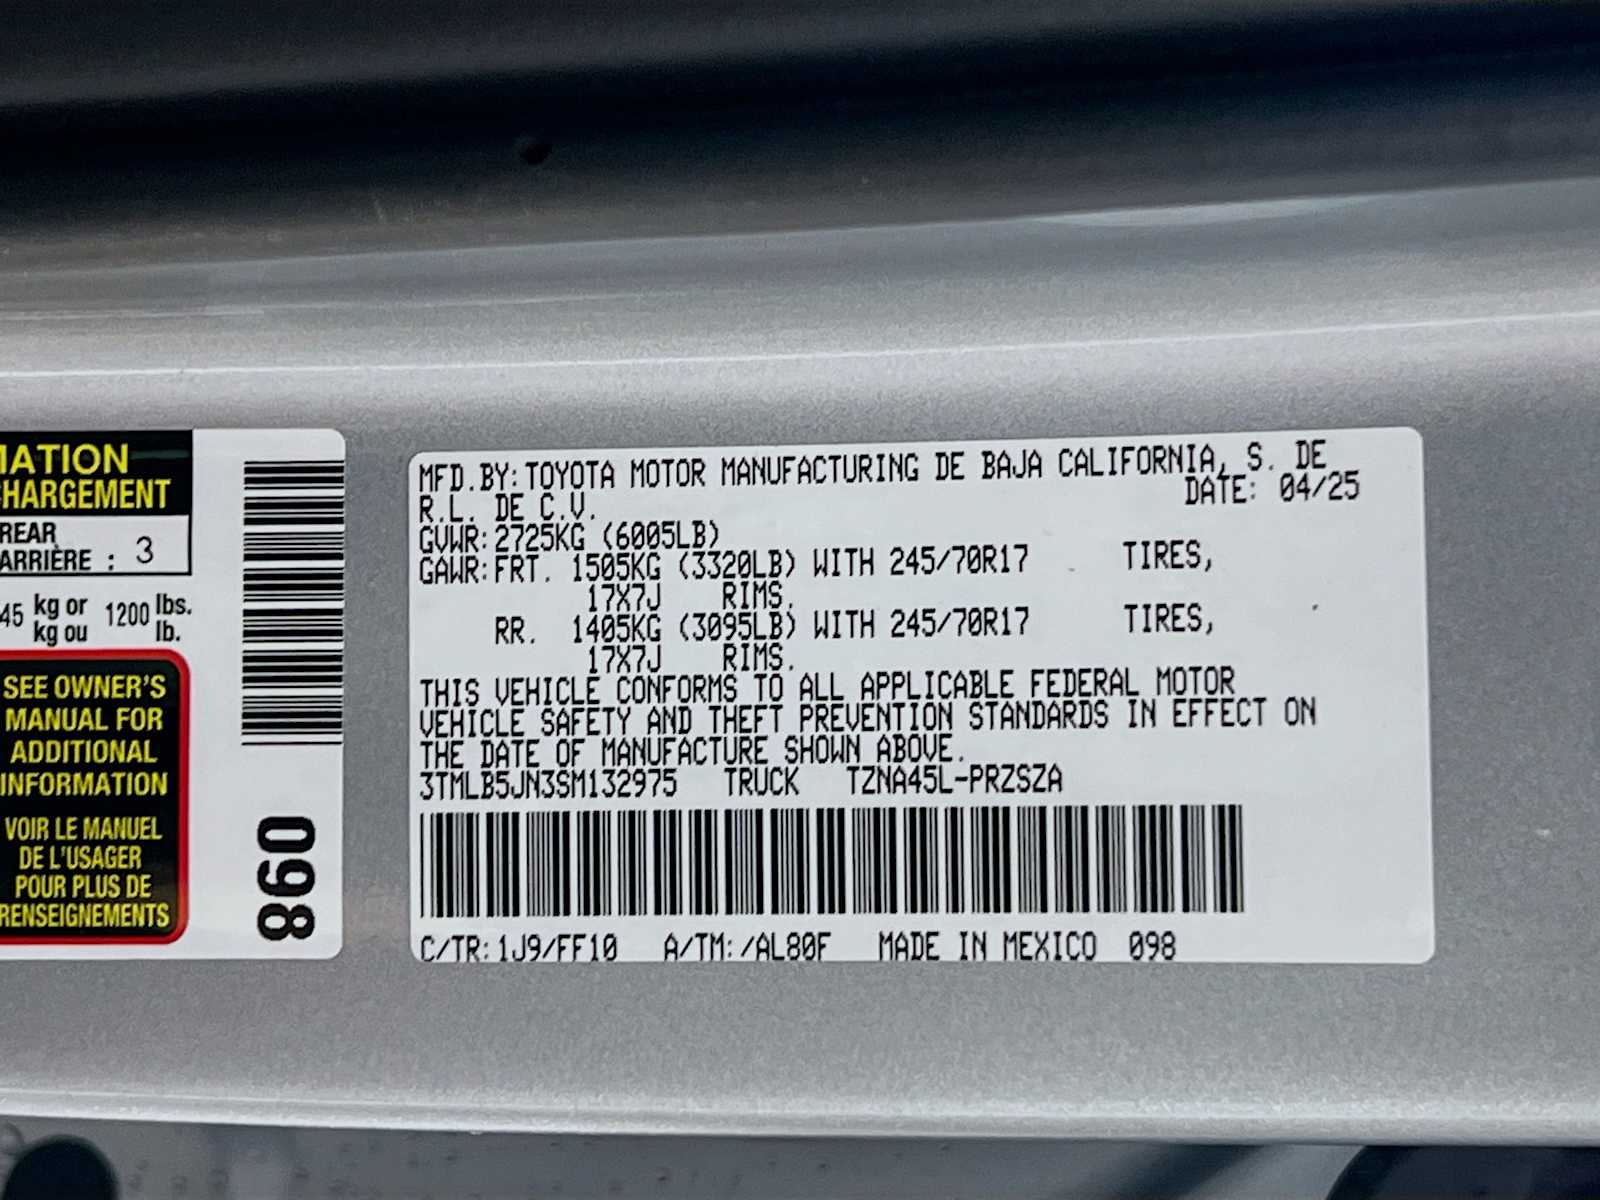 MATION
CHARGEMENT
REAR
ARRIÈRE : 3
45 kg or 1200 lbs.
kg ou lb.
SEE OWNER'S
MANUAL FOR
ADDITIONAL
INFORMATION
VOIR LE MANUEL
DE L'USAGER
POUR PLUS DE
RENSEIGNEMENTS
098
MFD.BY:TOYOTA MOTOR MANUFACTURING DE BAJA CALIFORNIA, S. DE
R.L. DE C.V. DATE: 04/25
GVWR:2725KG (6005LB)
GAWR:FRT. 1505KG (3320LB) WITH 245/70R17 TIRES,
17X7J RIMS.
RR. 1405KG (3095LB) WITH 245/70R17 TIRES,
17X7J RIMS.
THIS VEHICLE CONFORMS TO ALL APPLICABLE FEDERAL MOTOR
VEHICLE SAFETY AND THEFT PREVENTION STANDARDS IN EFFECT ON
THE DATE OF MANUFACTURE SHOWN ABOVE.
3TMLB5JN3SM132975 TRUCK TZNA45L-PRZSZA
C/TR:1J9/FF10 A/TM:/AL80F MADE IN MEXICO 098